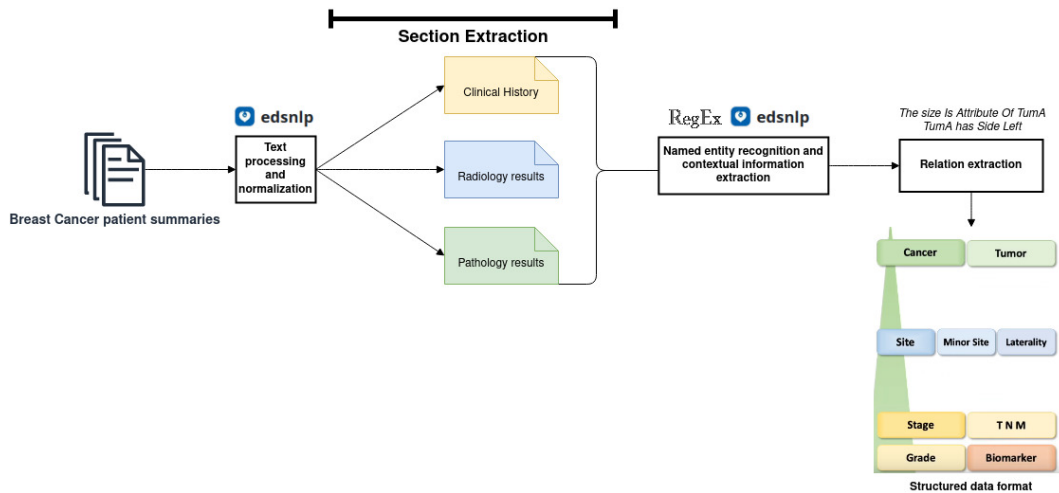 Section Extraction
edsnlp
Text
processing
and
normalization
Breast Cancer patient summaries
Clinical History
Radiology results
Pathology results
RegEx
edsnlp
Named entity recognition and
contextual information
extraction
The size Is Attribute Of TumA
TumA has Side Left
Relation extraction
Cancer
Tumor
Site
Minor Site
Laterality
Stage
T N M
Grade
Biomarker
Structured data format